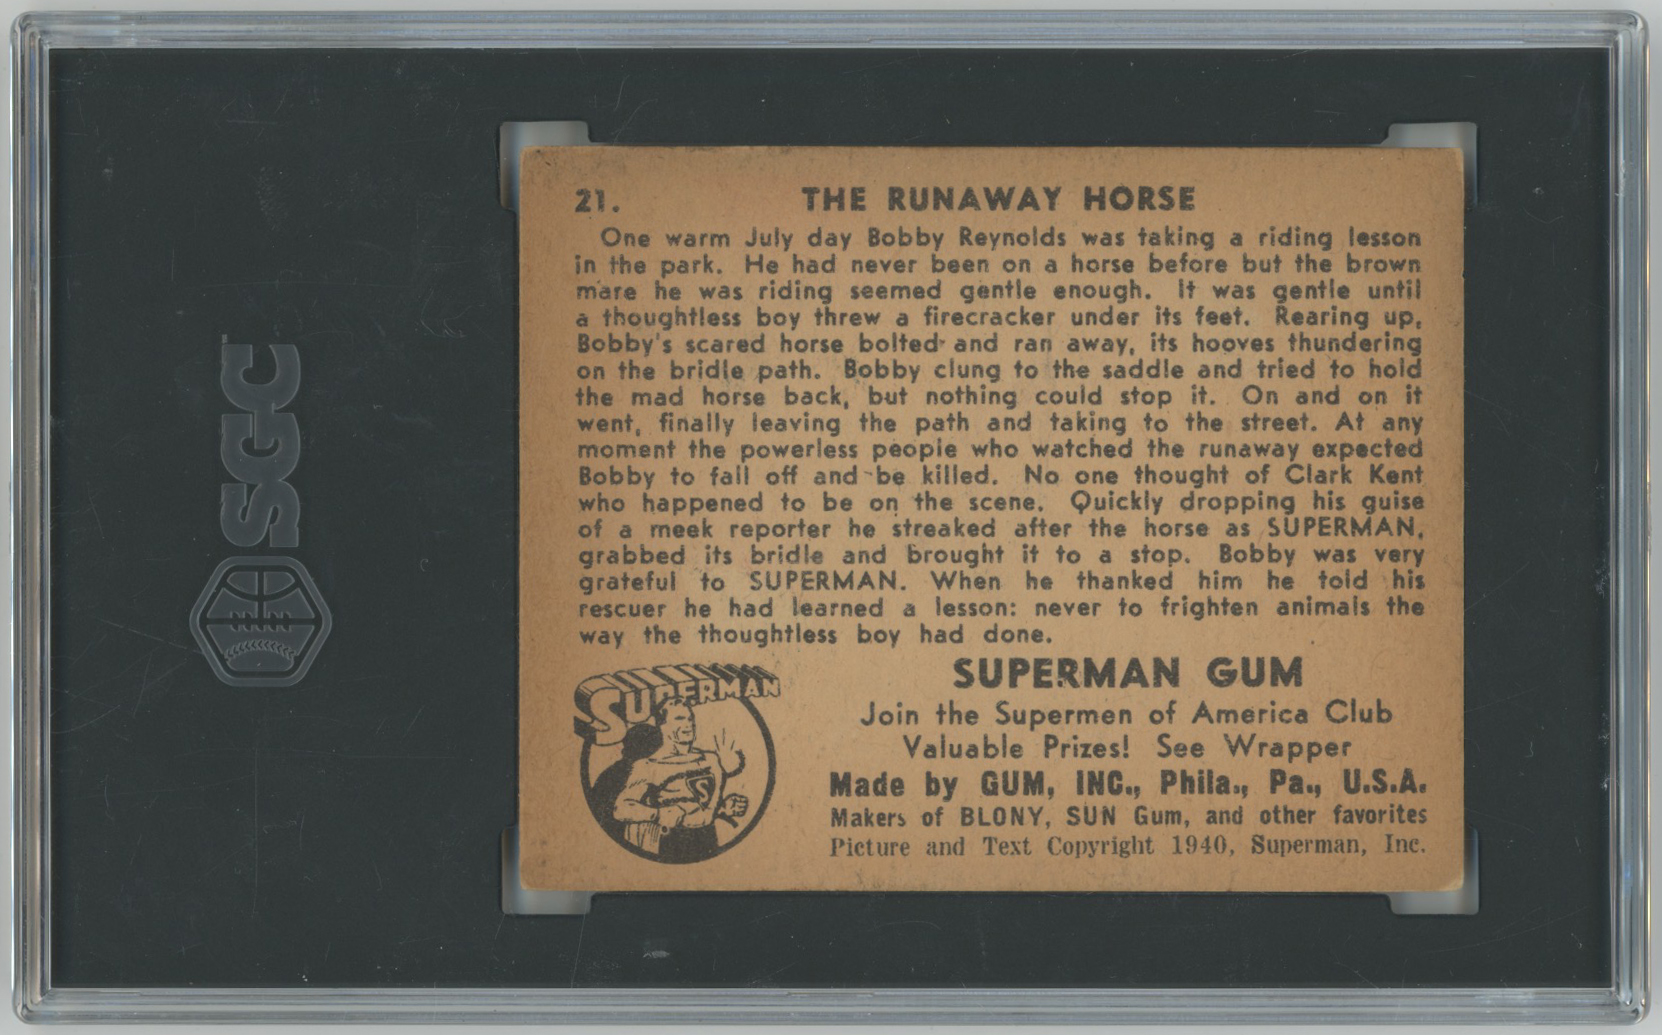 SGC
21. THE RUNAWAY HORSE
One warm July day Bobby Reynolds was taking a riding lesson
in the park. He had never been on a horse before but the brown
mare he was riding seemed gentle enough. It was gentle until
a thoughtless boy threw a firecracker under its feet. Rearing up,
Bobby's scared horse bolted and ran away, its hooves thundering
on the bridle path. Bobby clung to the saddle and tried to hold
the mad horse back, but nothing could stop it. On and on it
went, finally leaving the path and taking to the street. At any
moment the powerless people who watched the runaway expected
Bobby to fall off and be killed. No one thought of Clark Kent
who happened to be on the scene. Quickly dropping his guise
of a meek reporter he streaked after the horse as SUPERMAN,
grabbed its bridle and brought it to a stop. Bobby was very
grateful to SUPERMAN. When he thanked him he told his
rescuer he had learned a lesson: never to frighten animals the
way the thoughtless boy had done.
SUPERMAN
S
SUPERMAN GUM
Join the Supermen of America Club
Valuable Prizes! See Wrapper
Made by GUM, INC., Phila., Pa., U.S.A.
Makers of BLONY, SUN Gum, and other favorites
Picture and Text Copyright 1940, Superman, Inc.